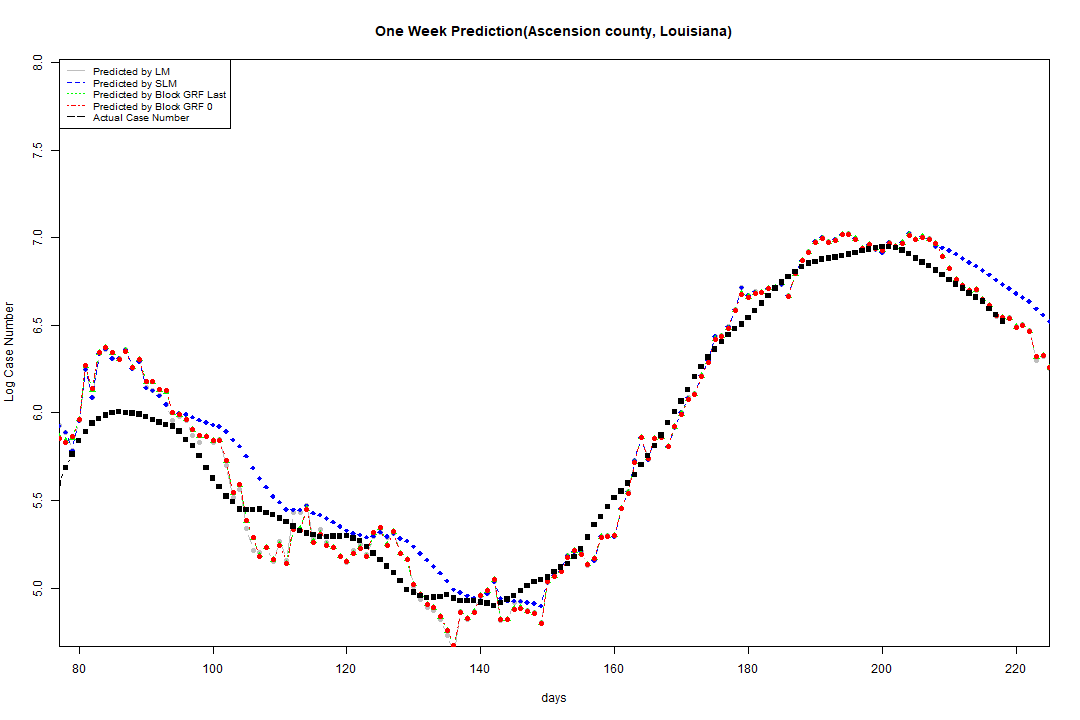 One Week Prediction(Ascension county, Louisiana)
Predicted by LM
Predicted by SLM
Predicted by Block GRF Last
Predicted by Block GRF 0
Actual Case Number
Log Case Number
8.0
7.5
7.0
6.5
6.0
5.5
5.0
80 100 120 140 160 180 200 220
days